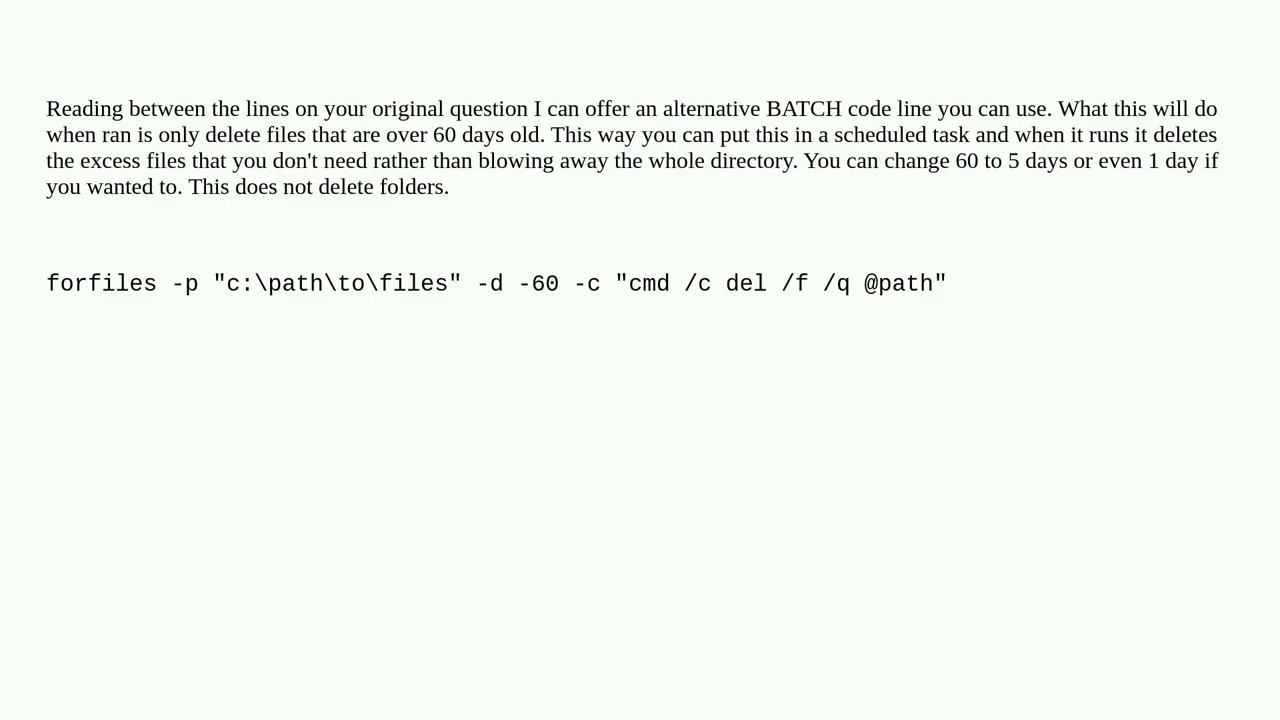 Reading between the lines on your original question I can offer an alternative BATCH code line you can use. What this will do
when ran is only delete files that are over 60 days old. This way you can put this in a scheduled task and when it runs it deletes
the excess files that you don't need rather than blowing away the whole directory. You can change 60 to 5 days or even 1 day if
you wanted to. This does not delete folders.
forfiles -p "c:\path\to\files" -d -60 -c "cmd /c del /f /q @path"